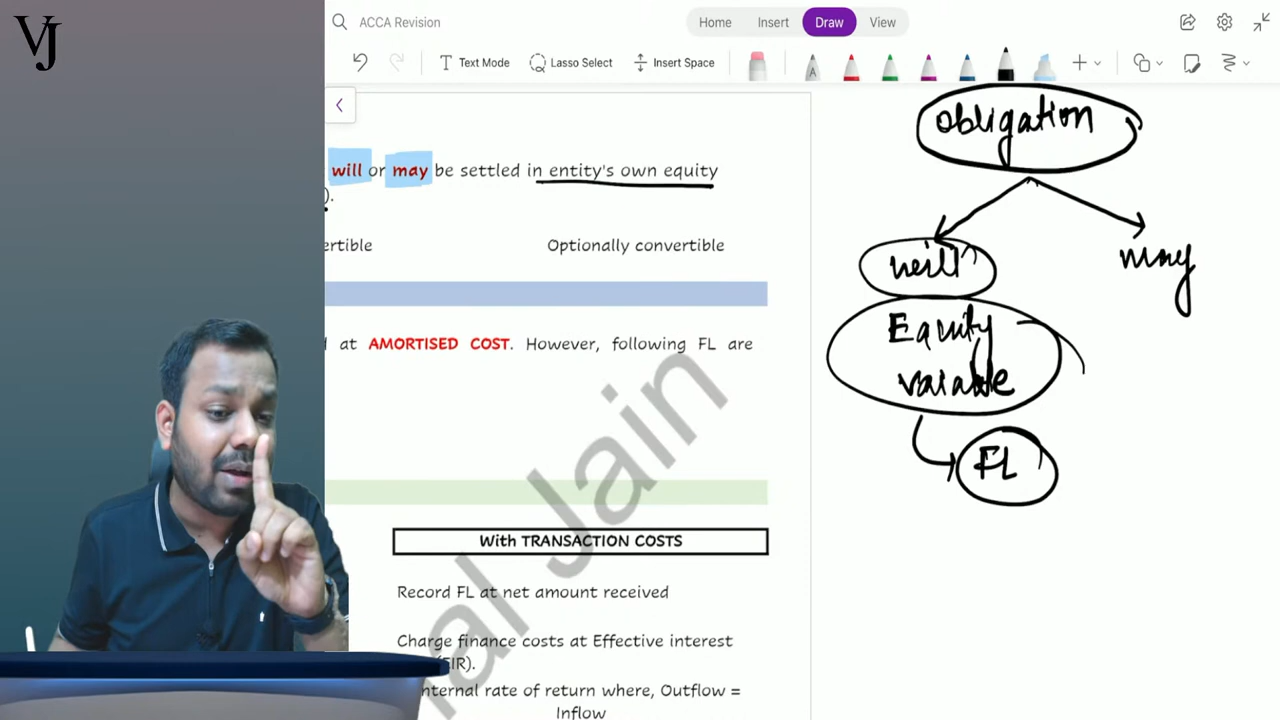 VJ
ACCA Revision
Home Insert Draw View
Text Mode Lasso Select Insert Space
will or may be settled in entity's own equity
).
ertible Optionally convertible
d at AMORTISED COST. However, following FL are
With TRANSACTION COSTS
Record FL at net amount received
Charge finance costs at Effective interest
(EIR).
nternal rate of return where, Outflow =
Inflow
nal Jain
obligation
will may
Equity
variable
FL